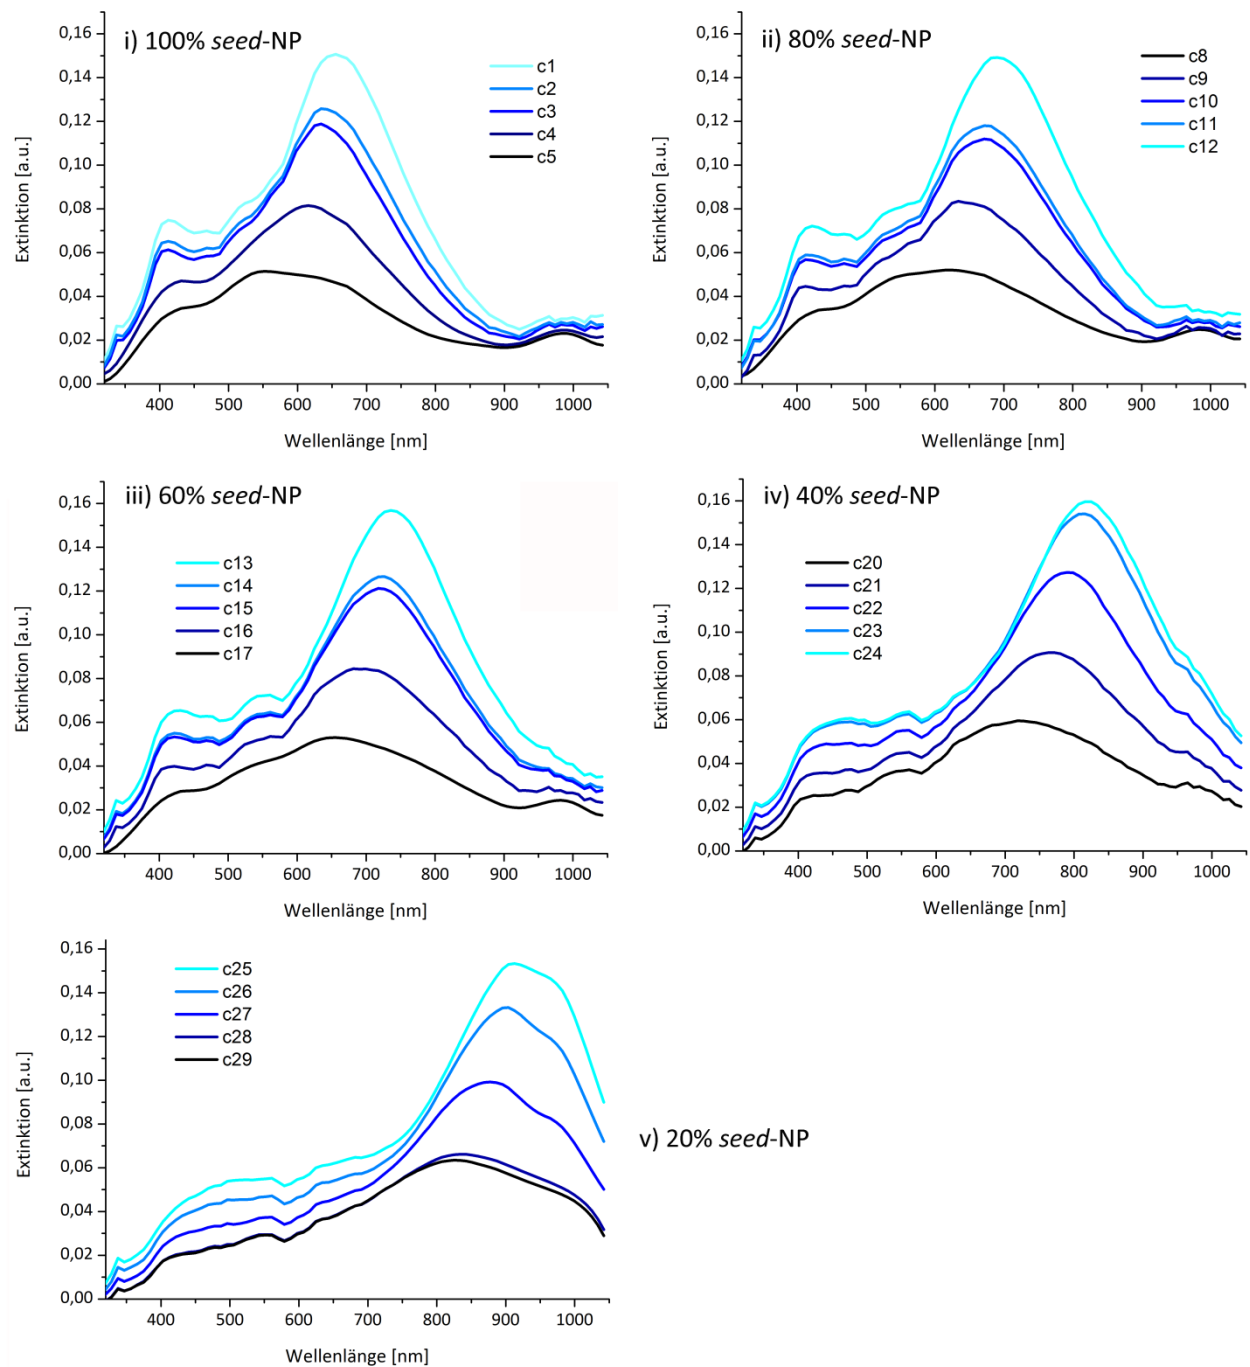 i) 100% seed-NP
0,16
0,14
0,12
0,10
0,08
0,06
0,04
0,02
0,00
Extinktion [a.u.]
c1
c2
c3
c4
c5
400 500 600 700 800 900 1000
Wellenlänge [nm]
ii) 80% seed-NP
0,16
0,14
0,12
0,10
0,08
0,06
0,04
0,02
0,00
Extinktion [a.u.]
c8
c9
c10
c11
c12
400 500 600 700 800 900 1000
Wellenlänge [nm]
iii) 60% seed-NP
0,16
0,14
0,12
0,10
0,08
0,06
0,04
0,02
0,00
Extinktion [a.u.]
c13
c14
c15
c16
c17
400 500 600 700 800 900 1000
Wellenlänge [nm]
iv) 40% seed-NP
0,16
0,14
0,12
0,10
0,08
0,06
0,04
0,02
0,00
Extinktion [a.u.]
c20
c21
c22
c23
c24
400 500 600 700 800 900 1000
Wellenlänge [nm]
0,16
0,14
0,12
0,10
0,08
0,06
0,04
0,02
0,00
Extinktion [a.u.]
c25
c26
c27
c28
c29
400 500 600 700 800 900 1000
Wellenlänge [nm]
v) 20% seed-NP